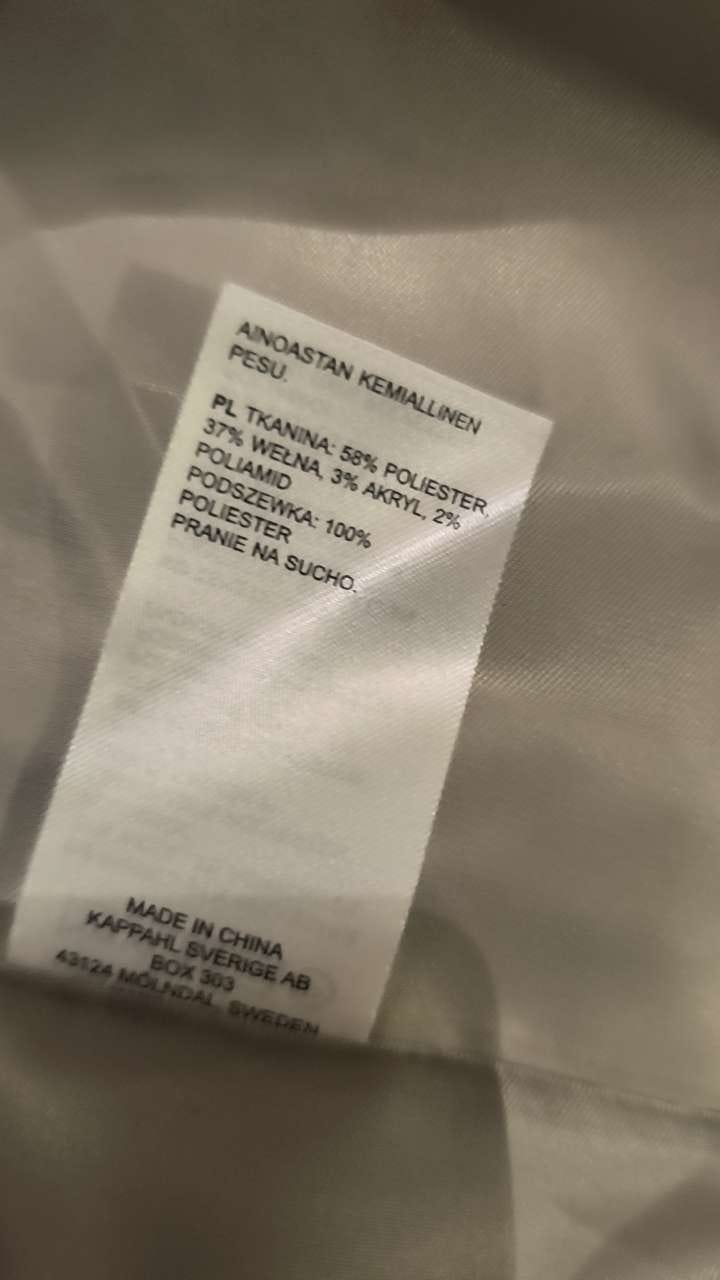 AINOASTAN KEMIALLINEN
PESU.
PL TKANINA: 58% POLIESTER,
37% WEŁNA, 3% AKRYL, 2%
POLIAMID
PODSZEWKA: 100%
POLIESTER
PRANIE NA SUCHO.
MADE IN CHINA
KAPPAHL SVERIGE AB
BOX 303
43124 MÖLNDAL, SWEDEN